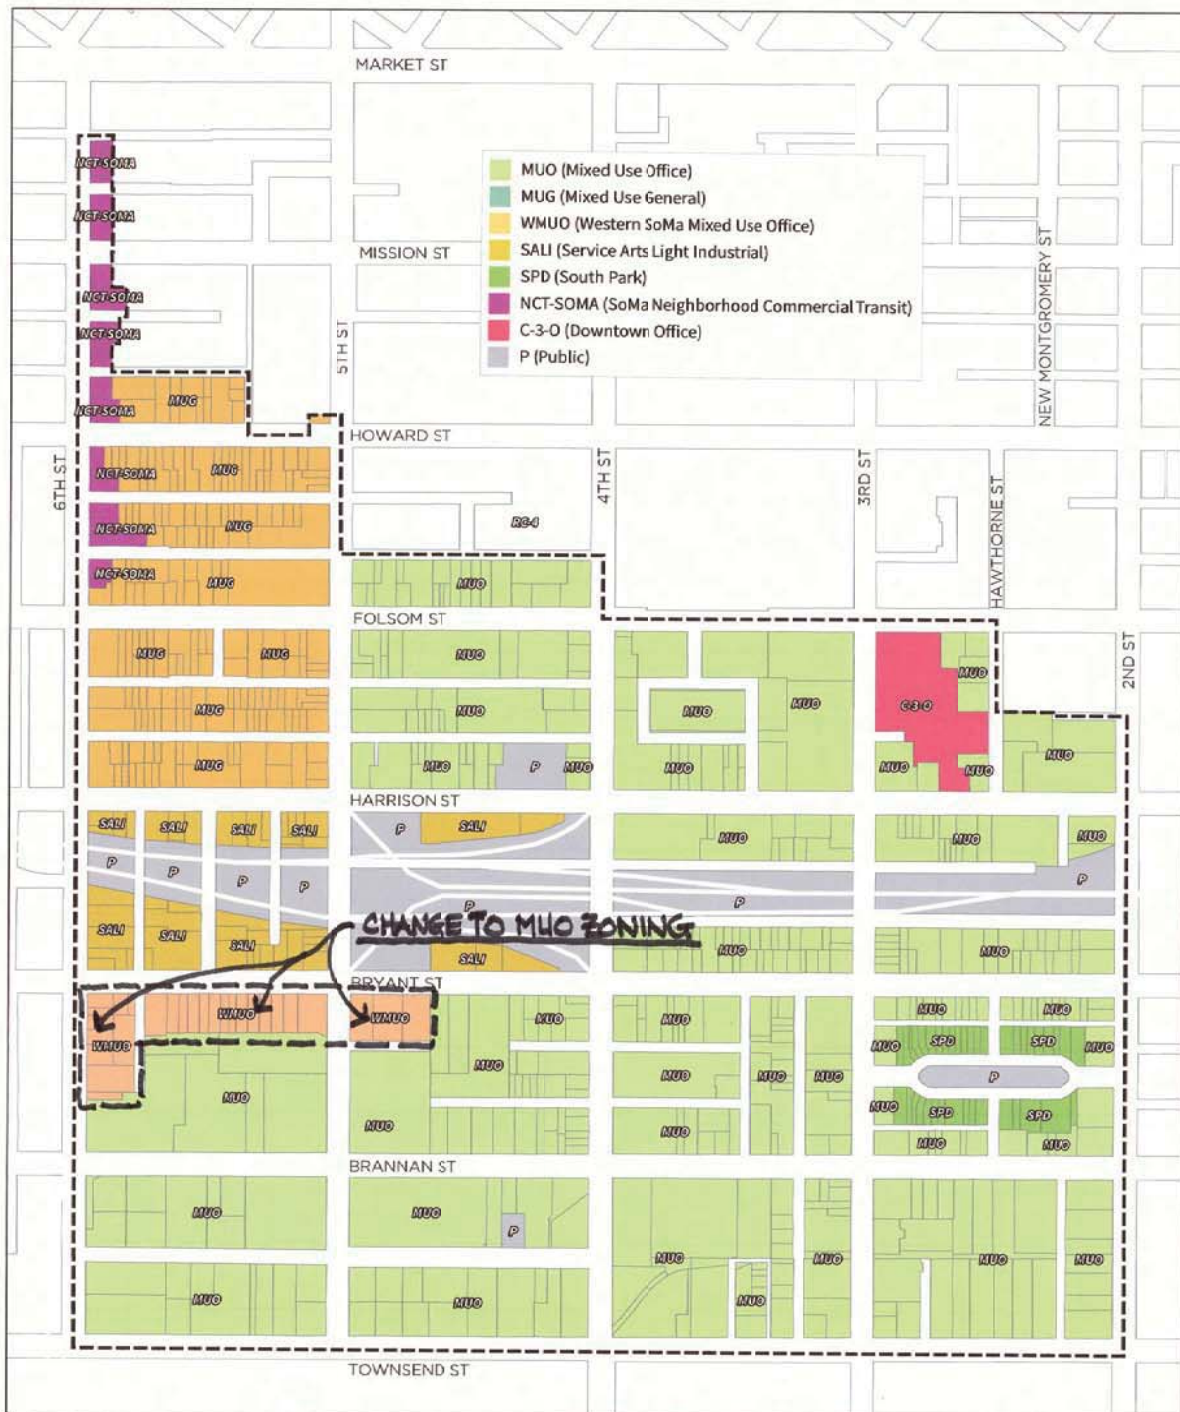 MARKET ST
NCT-SOMA
MUO (Mixed Use Office)
MUG (Mixed Use General)
WMUO (Western SoMa Mixed Use Office)
SALI (Service Arts Light Industrial)
SPD (South Park)
NCT-SOMA (SoMa Neighborhood Commercial Transit)
C-3-O (Downtown Office)
P (Public)
NCT-SOMA
MISSION ST
NEW MONTGROMERY ST
NCT-SOMA
NCT-SOMA
5TH ST
NCT-SOMA
MUG
HOWARD ST
6TH ST
NCT-SOMA
MUG
4TH ST
3RD ST
HAWTHORNE ST
NCT-SOMA
MUG
RC-4
NCT-SOMA
MUG
MUO
FOLSOM ST
2ND ST
MUG
MUG
MUO
MUO
MUG
MUO
MUO
MUO
C-3-O
MUG
MUO
P
MUO
MUO
MUO
MUO
MUO
HARRISON ST
SALI
SALI
SALI
SALI
P
SALI
MUO
MUO
MUO
P
P
P
P
P
P
P
CHANGE TO MUO ZONING
SALI
SALI
SALI
SALI
MUO
MUO
BRYANT ST
WMUO
WMUO
WMUO
MUO
MUO
MUO
MUO
MUO
SPD
SPD
MUO
MUO
MUO
MUO
MUO
MUO
P
MUO
MUO
MUO
MUO
SPD
SPD
MUO
MUO
BRANNAN ST
MUO
MUO
P
MUO
MUO
MUO
MUO
MUO
MUO
MUO
TOWNSEND ST